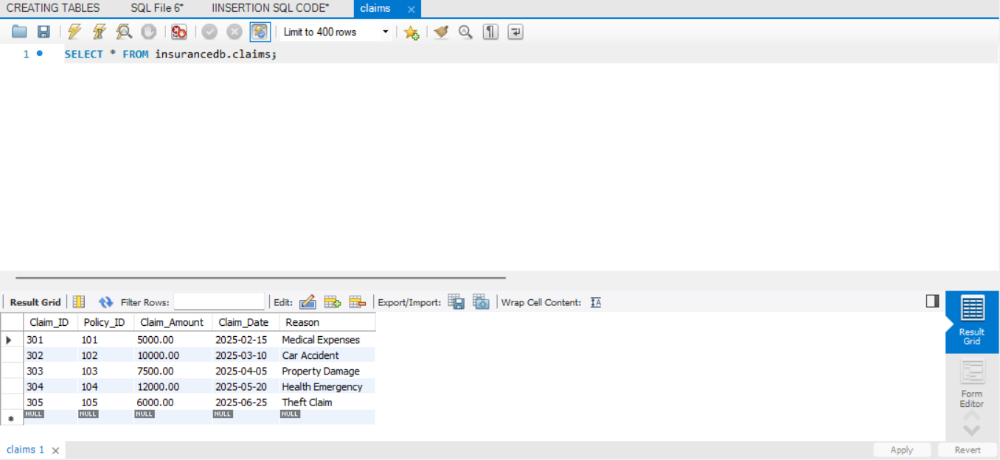 CREATING TABLES SQL File 6* IINSERTION SQL CODE* claims
Limit to 400 rows
1 SELECT * FROM insurancedb.claims;
Result Grid Filter Rows: Edit: Export/Import: Wrap Cell Content: IA
Claim_ID Policy_ID Claim_Amount Claim_Date Reason
301 101 5000.00 2025-02-15 Medical Expenses
302 102 10000.00 2025-03-10 Car Accident
303 103 7500.00 2025-04-05 Property Damage
304 104 12000.00 2025-05-20 Health Emergency
305 105 6000.00 2025-06-25 Theft Claim
NULL NULL NULL NULL NULL
Result
Grid
Form
Editor
claims 1 Apply Revert